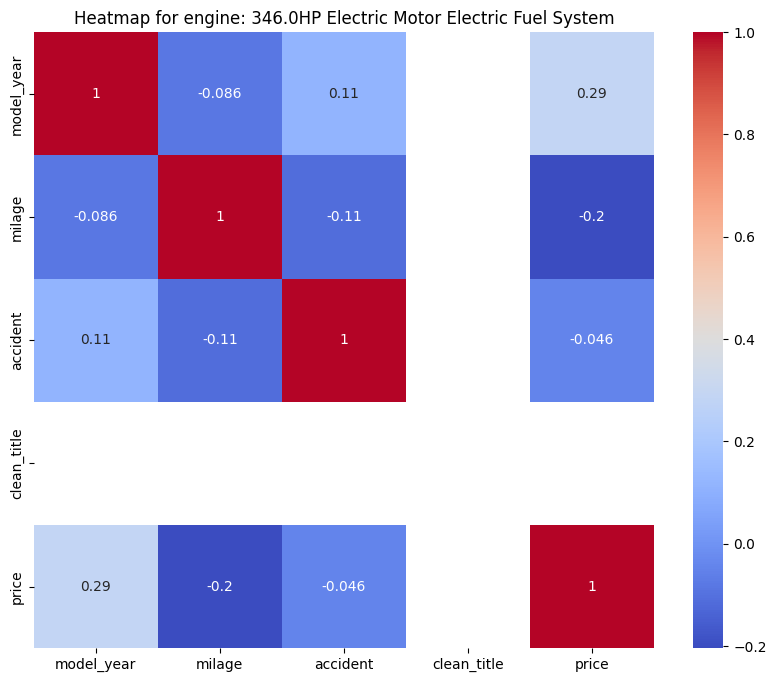 Heatmap for engine: 346.0HP Electric Motor Electric Fuel System
model_year
1
-0.086
0.11
0.29
milage
-0.086
1
-0.11
-0.2
accident
0.11
-0.11
1
-0.046
clean_title
price
0.29
-0.2
-0.046
1
model_year
milage
accident
clean_title
price
1.0
0.8
0.6
0.4
0.2
0.0
−0.2